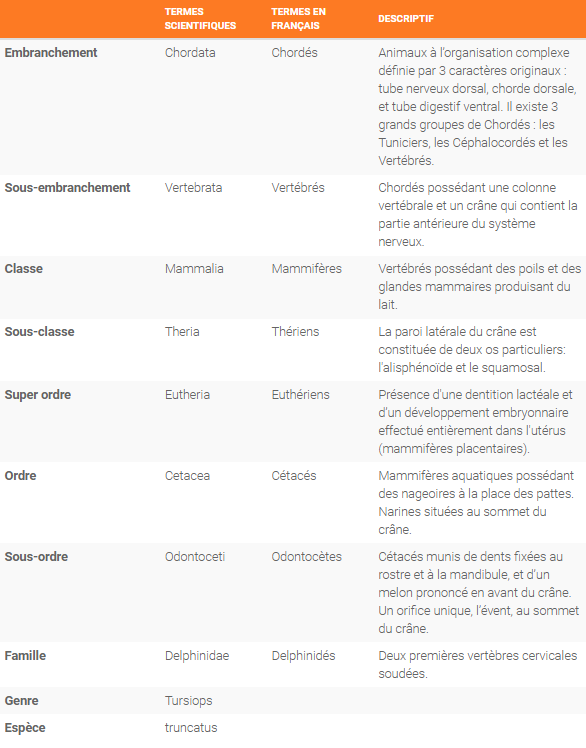 TERMES SCIENTIFIQUES
TERMES EN FRANÇAIS
DESCRIPTIF
Embranchement
Chordata
Chordés
Animaux à l'organisation complexe
définie par 3 caractères originaux :
tube nerveux dorsal, chorde dorsale,
et tube digestif ventral. Il existe 3
grands groupes de Chordés : les
Tuniciers, les Céphalocordés et les
Vertébrés.
Sous-embranchement
Vertebrata
Vertébrés
Chordés possédant une colonne
vertébrale et un crâne qui contient la
partie antérieure du système
nerveux.
Classe
Mammalia
Mammifères
Vertébrés possédant des poils et des
glandes mammaires produisant du
lait.
Sous-classe
Theria
Thériens
La paroi latérale du crâne est
constituée de deux os particuliers:
l'alisphénoïde et le squamosal.
Super ordre
Eutheria
Euthériens
Présence d'une dentition lactéale et
d'un développement embryonnaire
effectué entièrement dans l'utérus
(mammifères placentaires).
Ordre
Cetacea
Cétacés
Mammifères aquatiques possédant
des nageoires à la place des pattes.
Narines situées au sommet du
crâne.
Sous-ordre
Odontoceti
Odontocètes
Cétacés munis de dents fixées au
rostre et à la mandibule, et d'un
melon prononcé en avant du crâne.
Un orifice unique, l'évent, au sommet
du crâne.
Famille
Delphinidae
Delphinidés
Deux premières vertèbres cervicales
soudées.
Genre
Tursiops
Espèce
truncatus